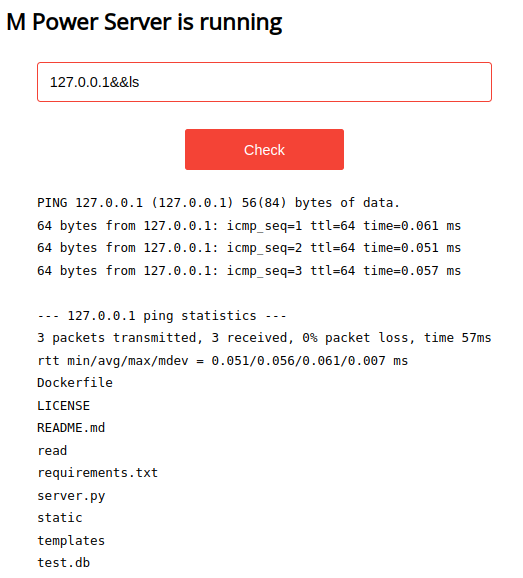 M Power Server is running
127.0.0.1&&ls
Check
PING 127.0.0.1 (127.0.0.1) 56(84) bytes of data.
64 bytes from 127.0.0.1: icmp_seq=1 ttl=64 time=0.061 ms
64 bytes from 127.0.0.1: icmp_seq=2 ttl=64 time=0.051 ms
64 bytes from 127.0.0.1: icmp_seq=3 ttl=64 time=0.057 ms
--- 127.0.0.1 ping statistics ---
3 packets transmitted, 3 received, 0% packet loss, time 57ms
rtt min/avg/max/mdev = 0.051/0.056/0.061/0.007 ms
Dockerfile
LICENSE
README.md
read
requirements.txt
server.py
static
templates
test.db